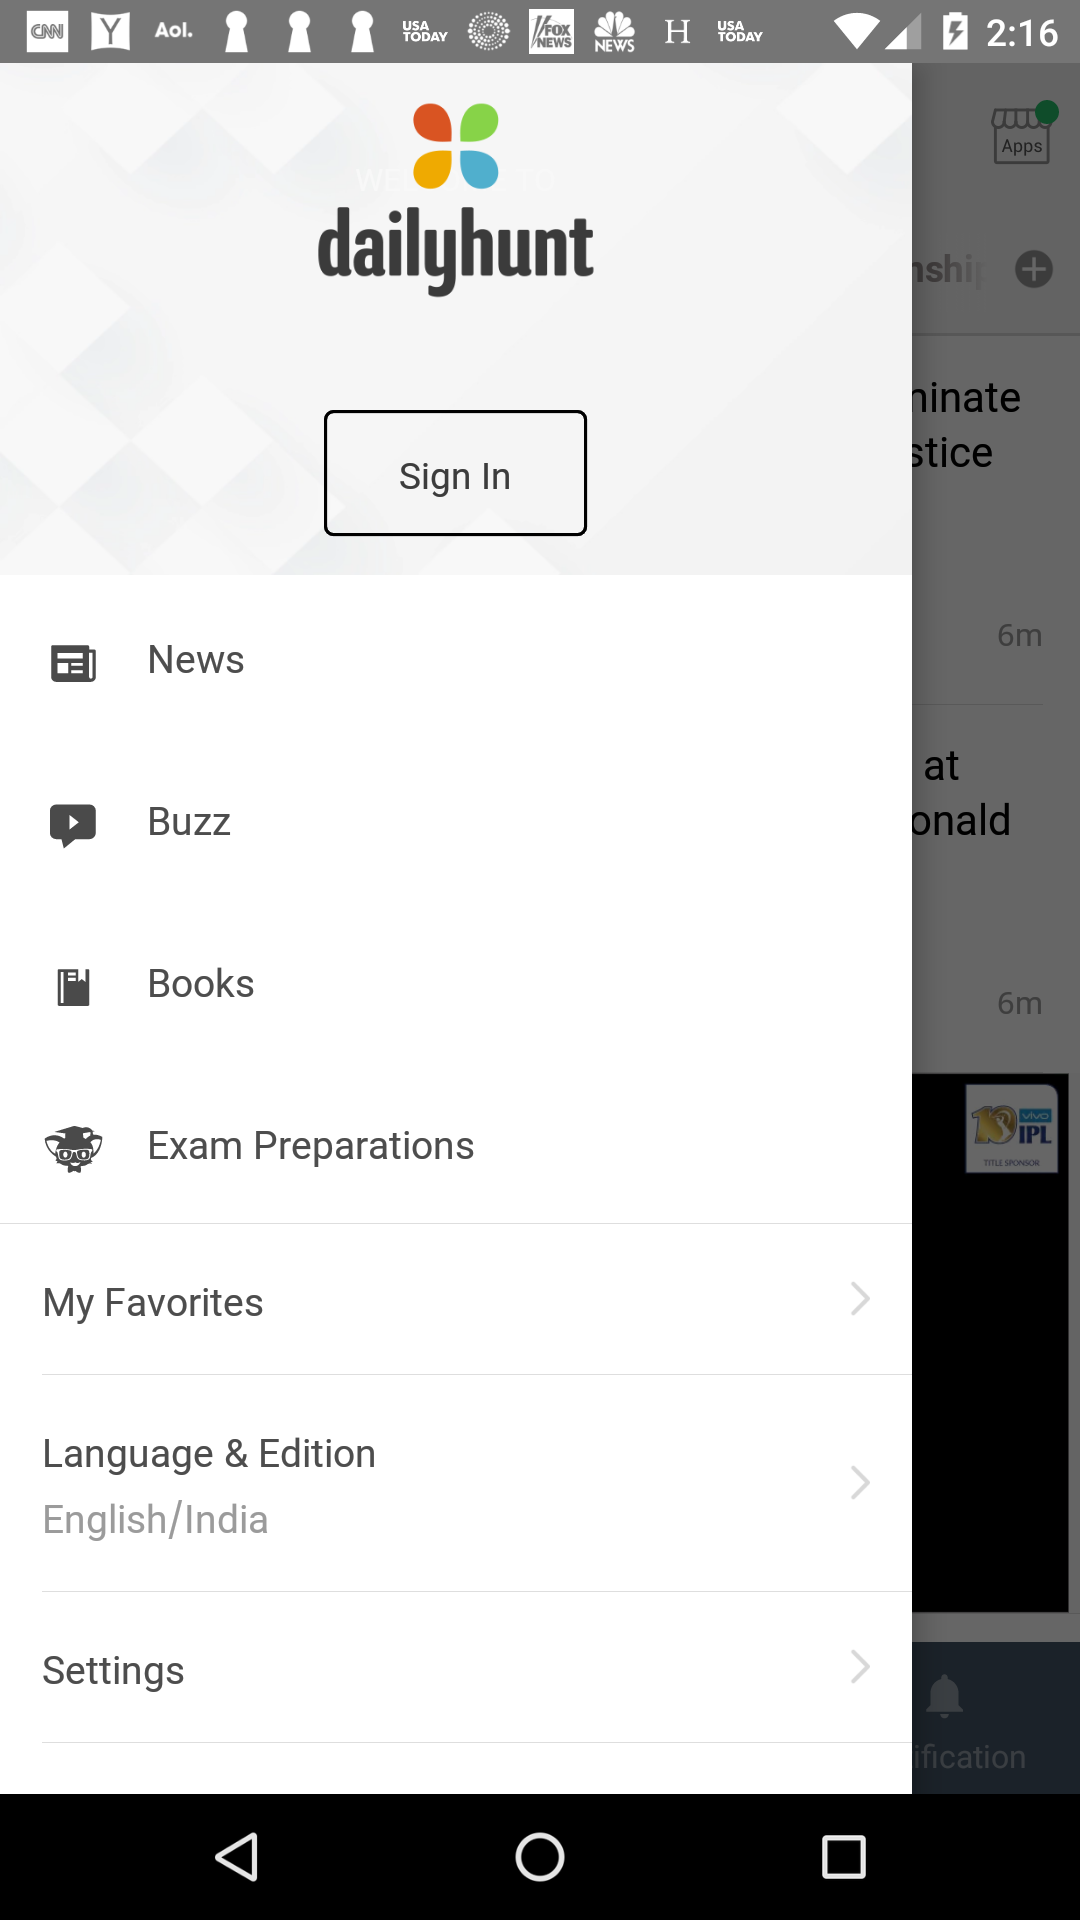 CNN Y Aol. USA TODAY FOX NEWS NBC NEWS H USA TODAY 2:16
Apps
WELCOME TO
dailyhunt
Sign In
News
Buzz
Books
Exam Preparations
My Favorites
Language & Edition
English/India
Settings
nship
ninate
stice
6m
at
onald
6m
vivo
IPL
TITLE SPONSOR
ification